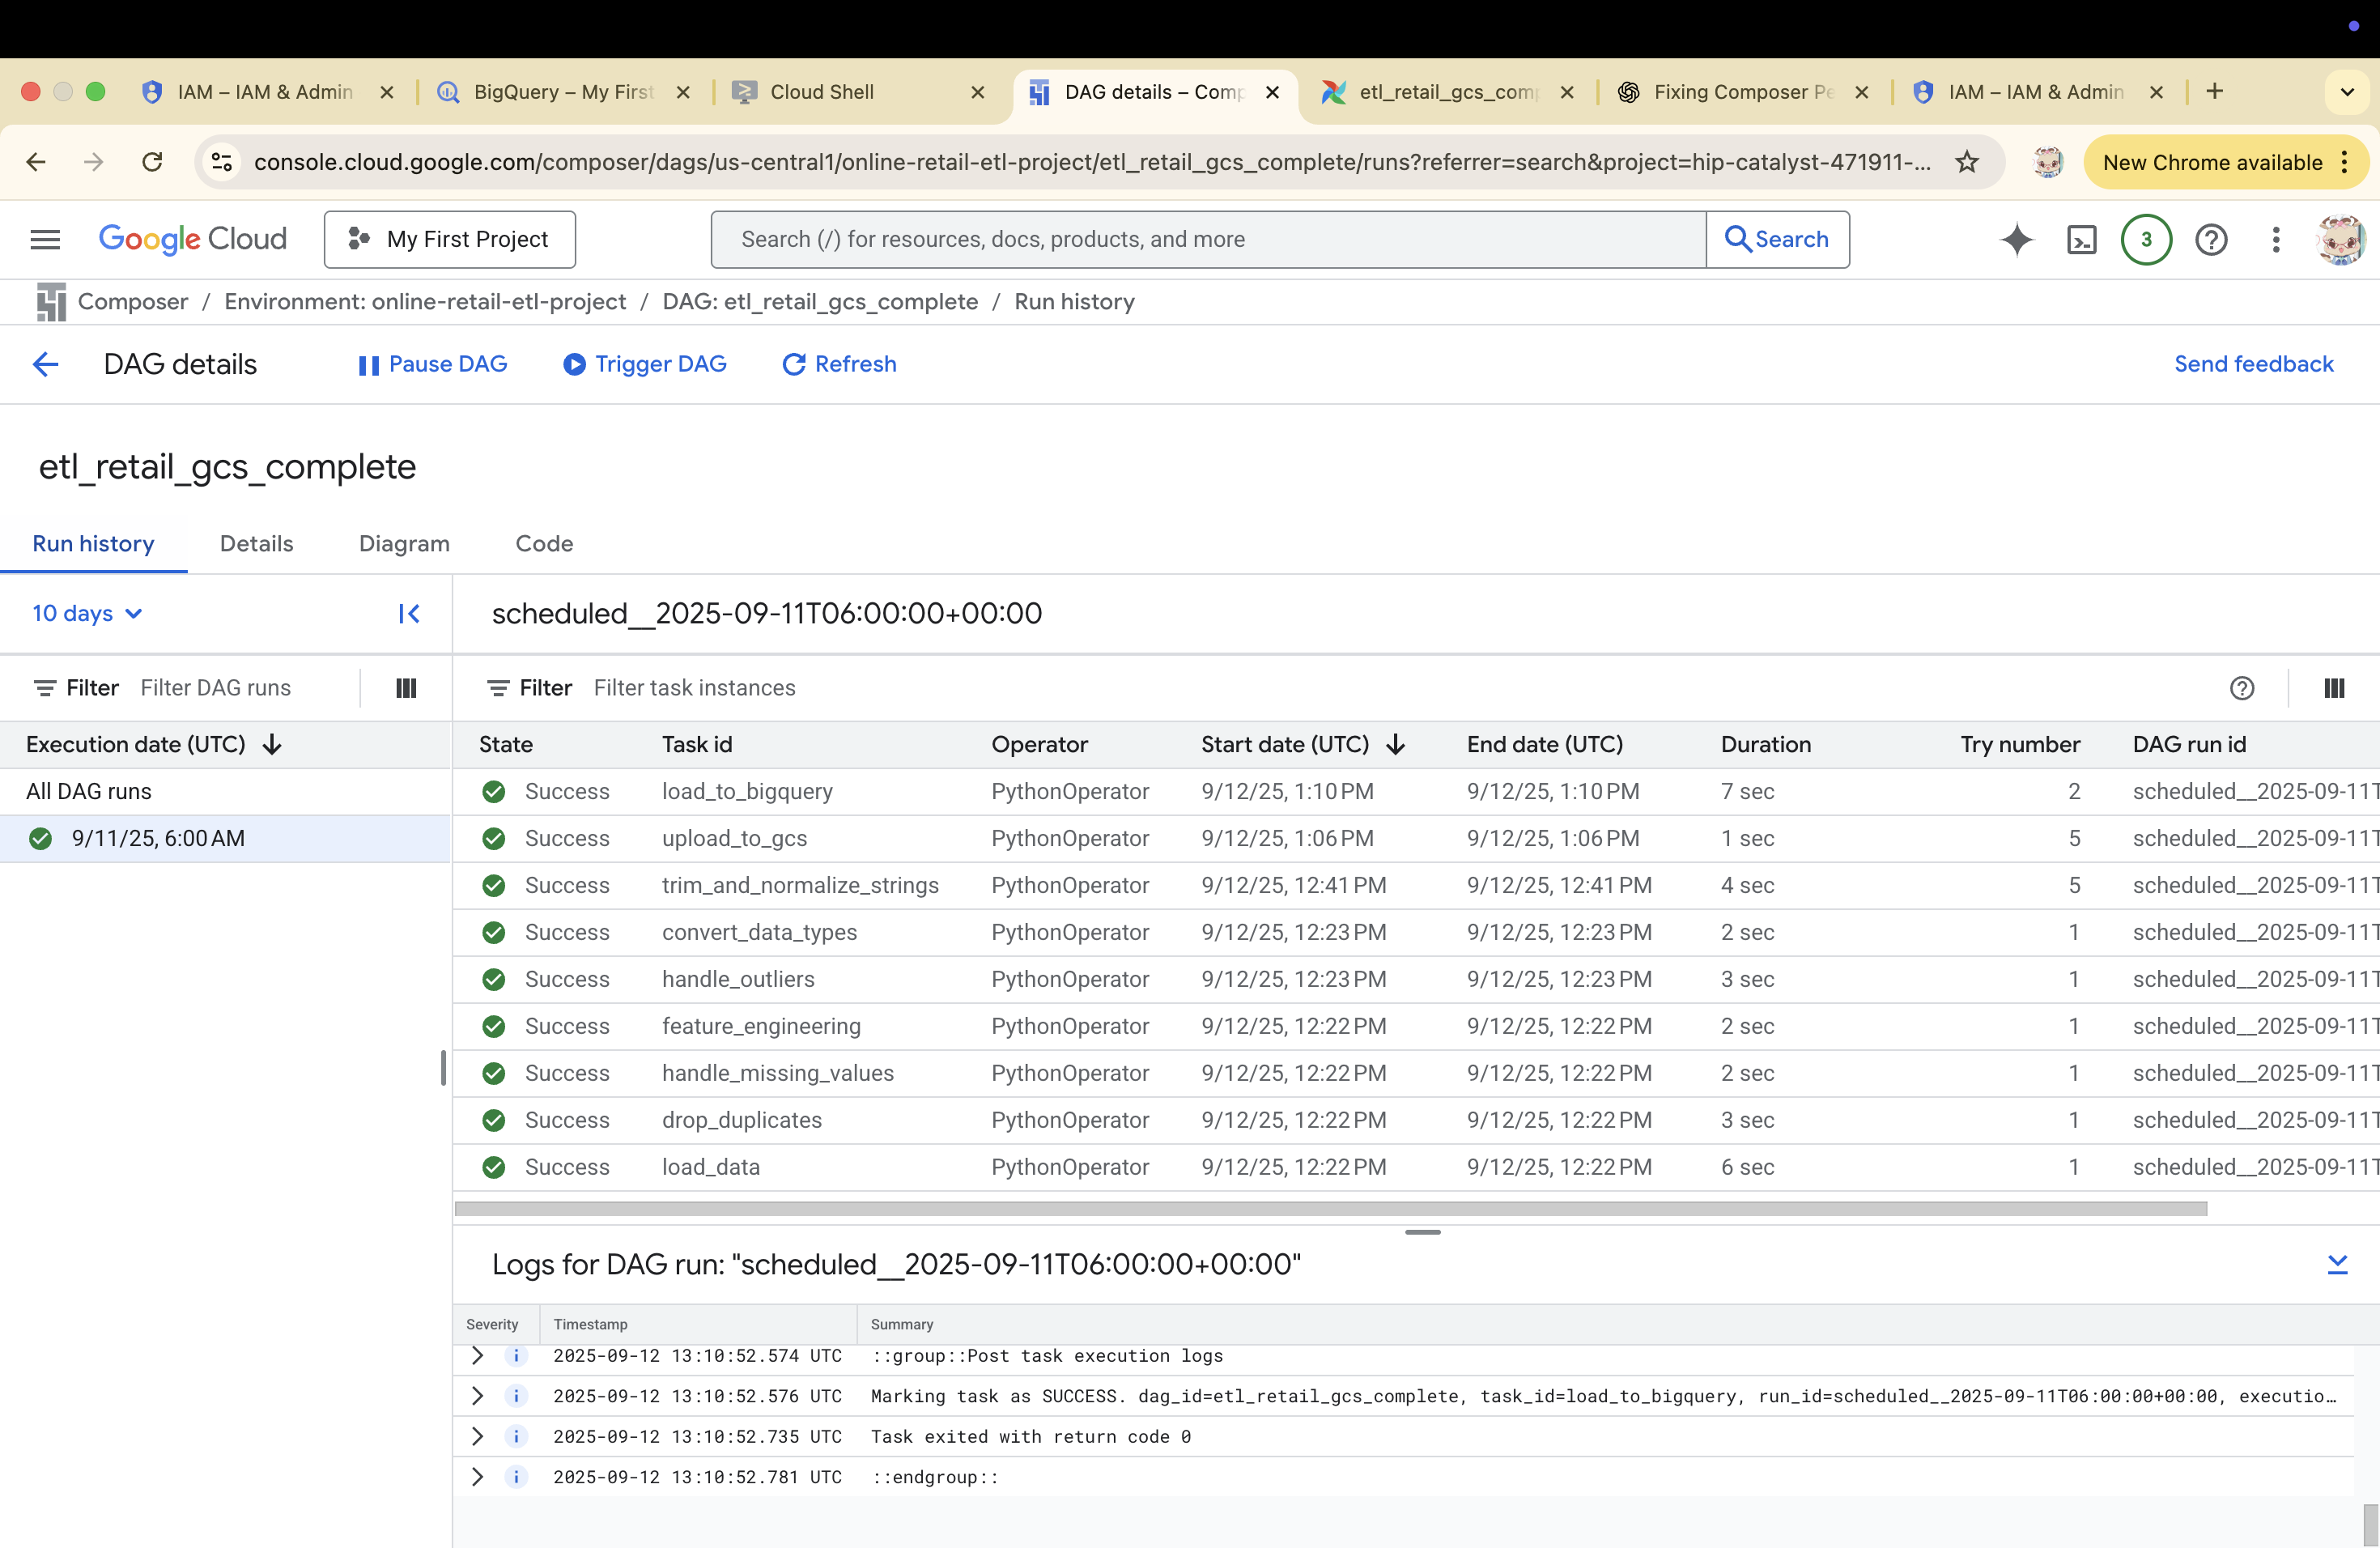 IAM – IAM & Admin
BigQuery – My First
Cloud Shell
DAG details – Comp
etl_retail_gcs_com
Fixing Composer Pe
IAM – IAM & Admin
console.cloud.google.com/composer/dags/us-central1/online-retail-etl-project/etl_retail_gcs_complete/runs?referrer=search&project=hip-catalyst-471911-...
New Chrome available
Google Cloud
My First Project
Search (/) for resources, docs, products, and more
Search
3
Composer / Environment: online-retail-etl-project / DAG: etl_retail_gcs_complete / Run history
DAG details
Pause DAG
Trigger DAG
Refresh
Send feedback
etl_retail_gcs_complete
Run history
Details
Diagram
Code
10 days
scheduled__2025-09-11T06:00:00+00:00
Filter Filter DAG runs
Filter Filter task instances
Execution date (UTC)
All DAG runs
9/11/25, 6:00 AM
State Task id Operator Start date (UTC) End date (UTC) Duration Try number DAG run id
Success load_to_bigquery PythonOperator 9/12/25, 1:10 PM 9/12/25, 1:10 PM 7 sec 2 scheduled__2025-09-11T
Success upload_to_gcs PythonOperator 9/12/25, 1:06 PM 9/12/25, 1:06 PM 1 sec 5 scheduled__2025-09-11T
Success trim_and_normalize_strings PythonOperator 9/12/25, 12:41 PM 9/12/25, 12:41 PM 4 sec 5 scheduled__2025-09-11T
Success convert_data_types PythonOperator 9/12/25, 12:23 PM 9/12/25, 12:23 PM 2 sec 1 scheduled__2025-09-11T
Success handle_outliers PythonOperator 9/12/25, 12:23 PM 9/12/25, 12:23 PM 3 sec 1 scheduled__2025-09-11T
Success feature_engineering PythonOperator 9/12/25, 12:22 PM 9/12/25, 12:22 PM 2 sec 1 scheduled__2025-09-11T
Success handle_missing_values PythonOperator 9/12/25, 12:22 PM 9/12/25, 12:22 PM 2 sec 1 scheduled__2025-09-11T
Success drop_duplicates PythonOperator 9/12/25, 12:22 PM 9/12/25, 12:22 PM 3 sec 1 scheduled__2025-09-11T
Success load_data PythonOperator 9/12/25, 12:22 PM 9/12/25, 12:22 PM 6 sec 1 scheduled__2025-09-11T
Logs for DAG run: "scheduled__2025-09-11T06:00:00+00:00"
Severity Timestamp Summary
i 2025-09-12 13:10:52.574 UTC ::group::Post task execution logs
i 2025-09-12 13:10:52.576 UTC Marking task as SUCCESS. dag_id=etl_retail_gcs_complete, task_id=load_to_bigquery, run_id=scheduled__2025-09-11T06:00:00+00:00, executio…
i 2025-09-12 13:10:52.735 UTC Task exited with return code 0
i 2025-09-12 13:10:52.781 UTC ::endgroup::